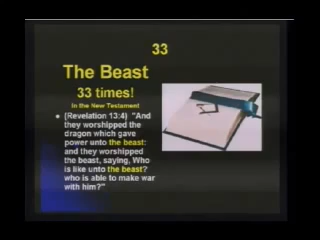 33
The Beast
33 times!
In the New Testament
• (Revelation 13:4) "And
they worshipped the
dragon which gave
power unto the beast:
and they worshipped
the beast, saying, Who
is like unto the beast?
who is able to make war
with him?"